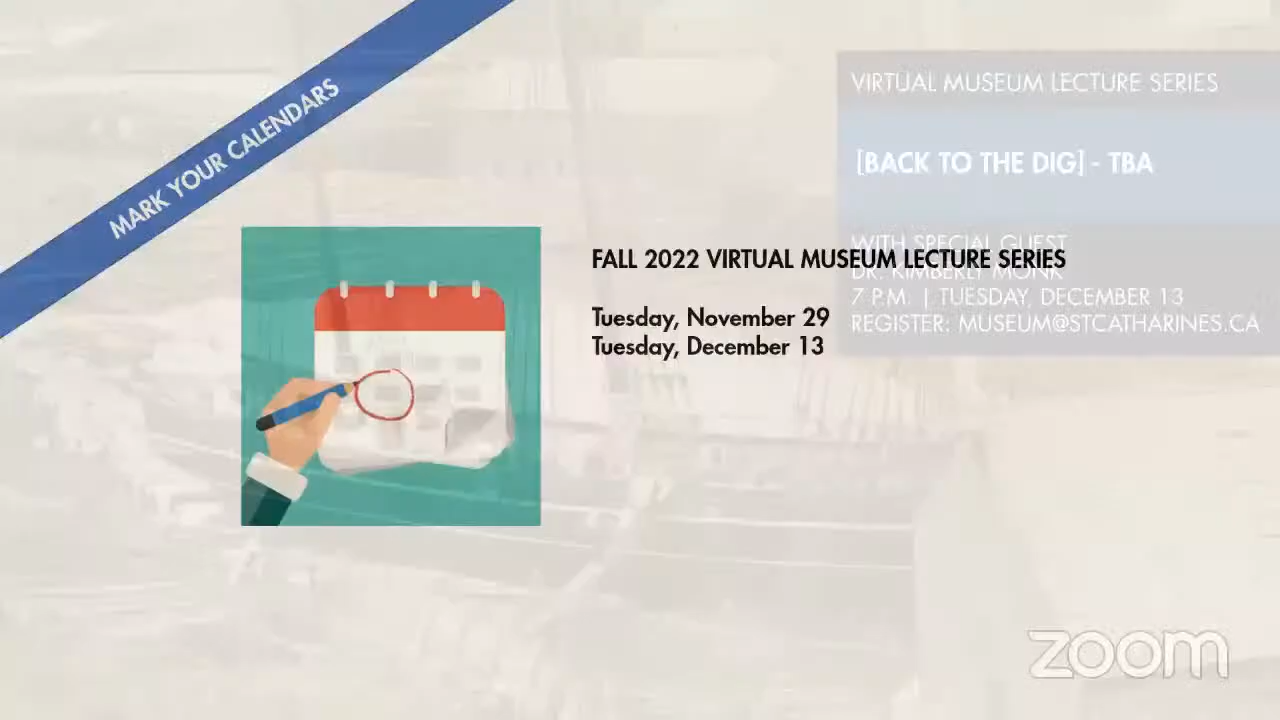 MARK YOUR CALENDARS
VIRTUAL MUSEUM LECTURE SERIES
[BACK TO THE DIG] - TBA
WITH SPECIAL GUEST
DR. KIMBERLY MONK
7 P.M. | TUESDAY, DECEMBER 13
REGISTER: MUSEUM@STCATHARINES.CA
FALL 2022 VIRTUAL MUSEUM LECTURE SERIES
Tuesday, November 29
Tuesday, December 13
zoom